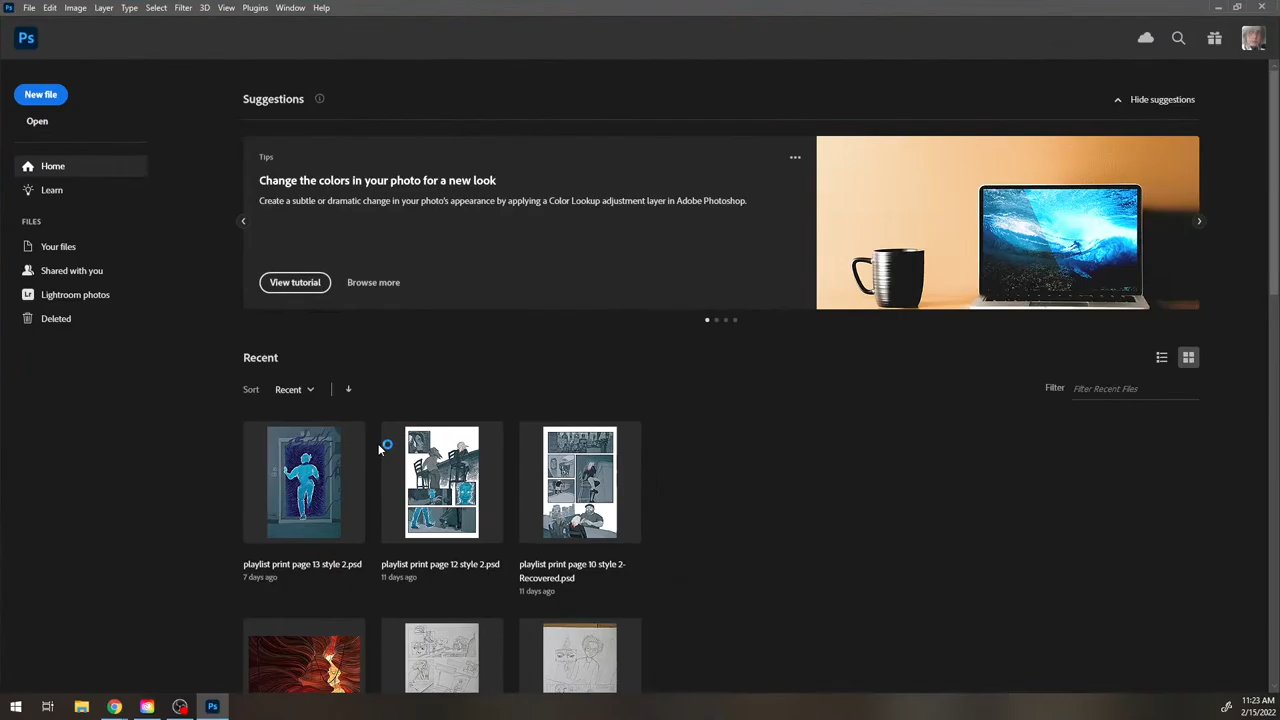 File Edit Image Layer Type Select Filter 3D View Plugins Window Help
Ps
New file
Open
Home
Learn
FILES
Your files
Shared with you
Lr Lightroom photos
Deleted
Suggestions
Hide suggestions
Tips
Change the colors in your photo for a new look
Create a subtle or dramatic change in your photo's appearance by applying a Color Lookup adjustment layer in Adobe Photoshop.
View tutorial Browse more
Recent
Sort Recent
Filter Filter Recent Files
playlist print page 13 style 2.psd
7 days ago
playlist print page 12 style 2.psd
11 days ago
playlist print page 10 style 2-
Recovered.psd
11 days ago
Ps
11:23 AM
2/15/2022